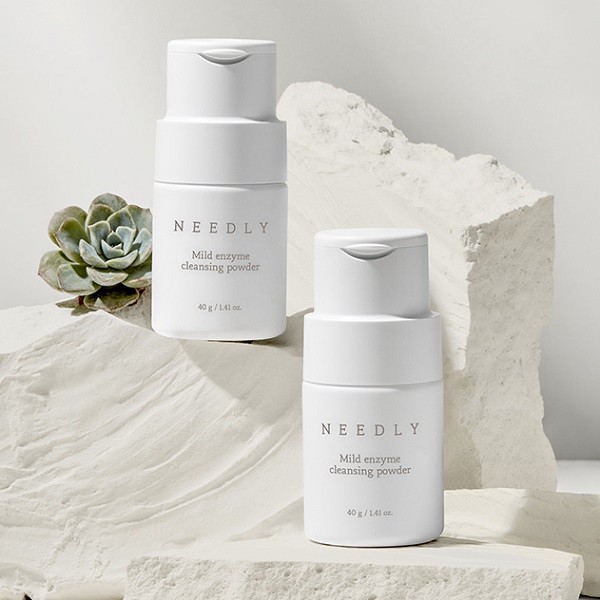 NEEDLY
Mild enzyme
cleansing powder
40 g / 1.41 oz.
NEEDLY
Mild enzyme
cleansing powder
40 g / 1.41 oz.